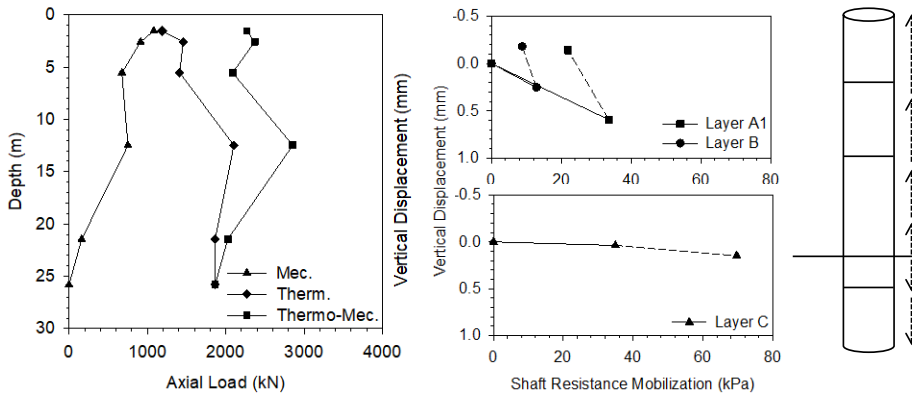 0
5
10
15
20
25
30
Depth (m)
0 1000 2000 3000 4000
Axial Load (kN)
Mec.
Therm.
Thermo-Mec.
Vertical Displacement (mm)
Vertical Displacement (mm)
-0.5
0.0
0.5
1.0
0 20 40 60 80
Layer A1
Layer B
-0.5
0.0
0.5
1.0
0 20 40 60 80
Layer C
Shaft Resistance Mobilization (kPa)